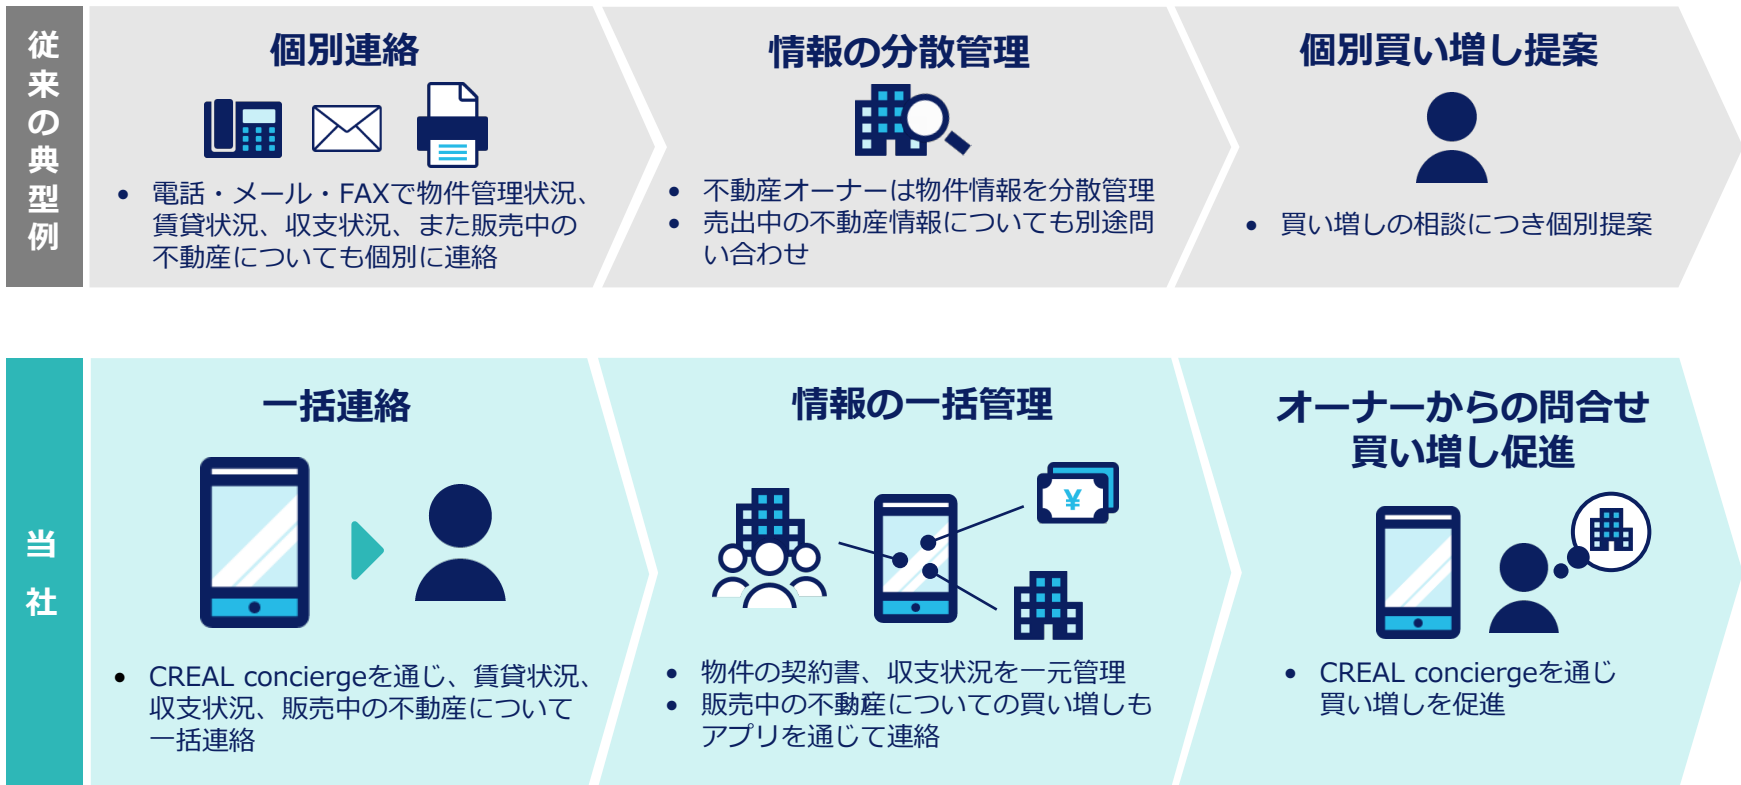 従来の典型例
個別連絡
• 電話・メール・FAXで物件管理状況、
賃貸状況、収支状況、また販売中の
不動産についても個別に連絡
情報の分散管理
• 不動産オーナーは物件情報を分散管理
• 売出中の不動産情報についても別途問
い合わせ
個別買い増し提案
• 買い増しの相談につき個別提案
当社
一括連絡
• CREAL conciergeを通じ、賃貸状況、
収支状況、販売中の不動産について
一括連絡
情報の一括管理
¥
• 物件の契約書、収支状況を一元管理
• 販売中の不動産についての買い増しも
アプリを通じて連絡
オーナーからの問合せ
買い増し促進
• CREAL conciergeを通じ
買い増しを促進